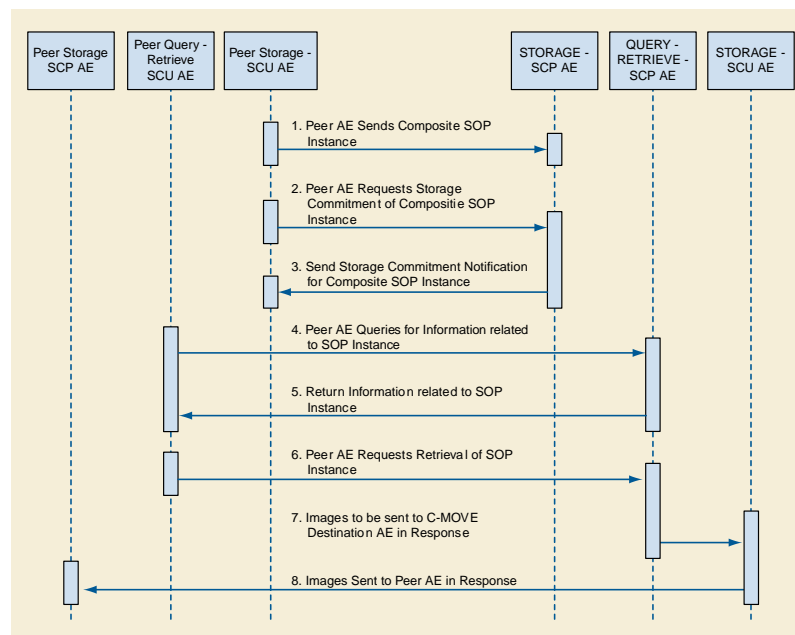 Peer Storage
SCP AE
Peer Query -
Retrieve
SCU AE
Peer Storage -
SCU AE
STORAGE -
SCP AE
QUERY -
RETRIEVE -
SCP AE
STORAGE -
SCU AE
1. Peer AE Sends Composite SOP
Instance
2. Peer AE Requests Storage
Commitment of Compositie SOP
Instance
3. Send Storage Commitment Notification
for Composite SOP Instance
4. Peer AE Queries for Information related
to SOP Instance
5. Return Information related to SOP
Instance
6. Peer AE Requests Retrieval of SOP
Instance
7. Images to be sent to C-MOVE
Destination AE in Response
8. Images Sent to Peer AE in Response